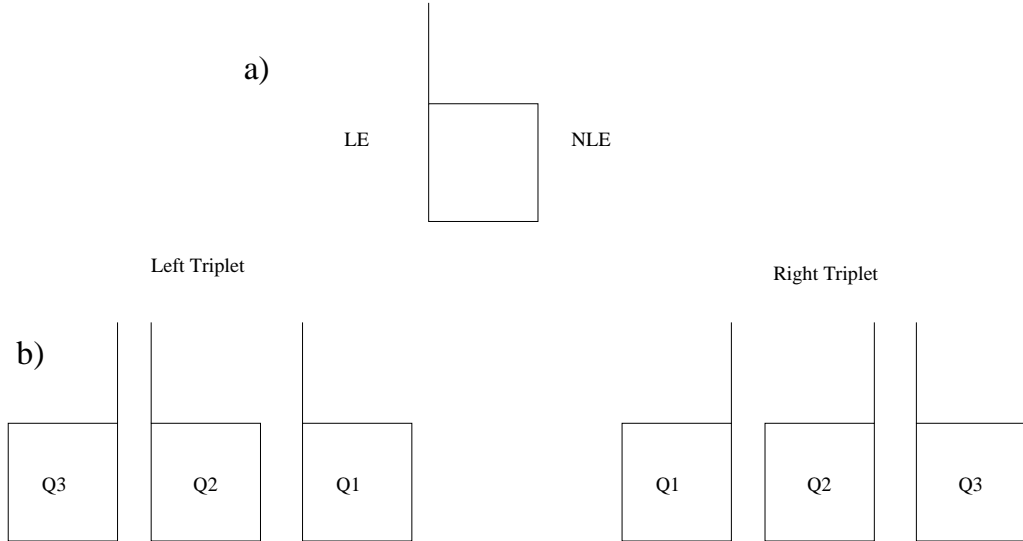 a)
LE
NLE
Left Triplet
Right Triplet
b)
Q3
Q2
Q1
Q1
Q2
Q3